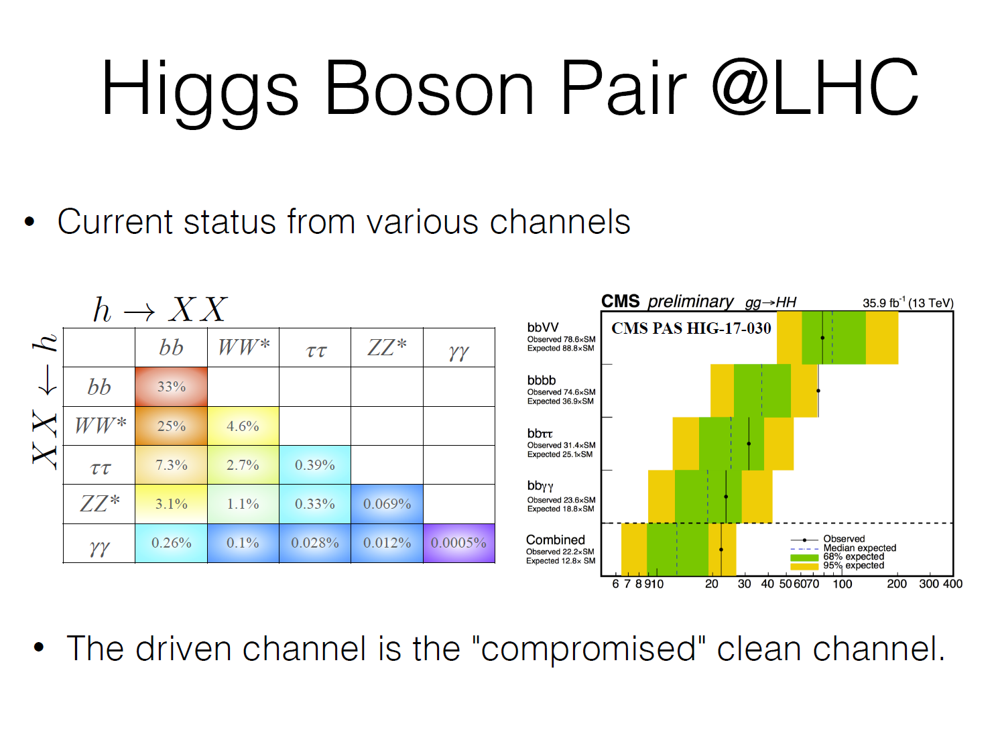 Higgs Boson Pair @LHC
• Current status from various channels
h → XX
XX ← h
bb WW* ττ ZZ* γγ
bb 33%
WW* 25% 4.6%
ττ 7.3% 2.7% 0.39%
ZZ* 3.1% 1.1% 0.33% 0.069%
γγ 0.26% 0.1% 0.028% 0.012% 0.0005%
CMS preliminary gg→HH 35.9 fb⁻¹ (13 TeV)
CMS PAS HIG-17-030
bbVV
Observed 78.6×SM
Expected 88.8×SM
bbbb
Observed 74.6×SM
Expected 36.9×SM
bbττ
Observed 31.4×SM
Expected 25.1×SM
bbγγ
Observed 23.6×SM
Expected 18.8×SM
Combined
Observed 22.2×SM
Expected 12.8× SM
Observed
Median expected
68% expected
95% expected
6 7 8 910 20 30 40 50 6070 100 200 300 400
• The driven channel is the "compromised" clean channel.